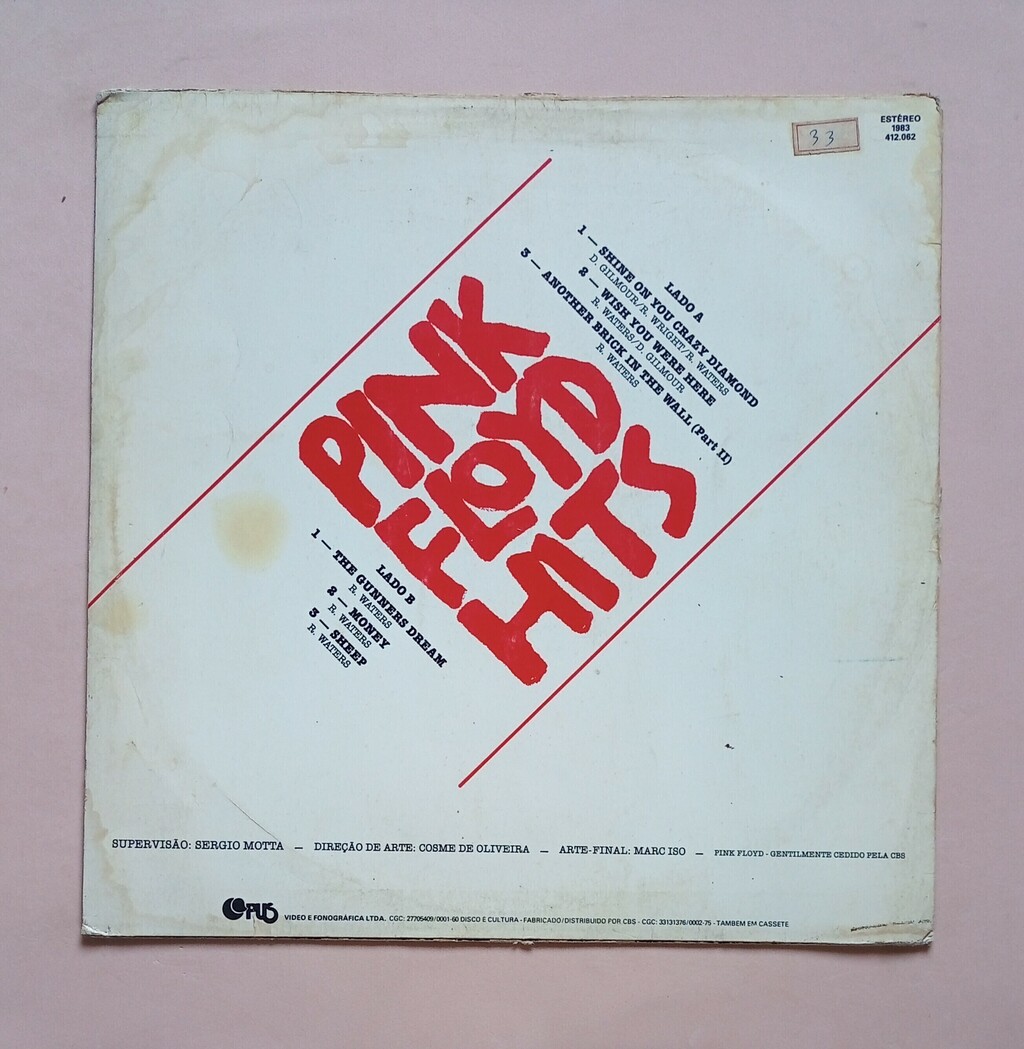 33
ESTÉREO
1983
412.062
LADO A
1 — SHINE ON YOU CRAZY DIAMOND
D. GILMOUR/R. WRIGHT/R. WATERS
2 — WISH YOU WERE HERE
R. WATERS/D. GILMOUR
3 — ANOTHER BRICK IN THE WALL (Part II)
R. WATERS
PINK
FLOYD
HITS
LADO B
1 — THE GUNNERS DREAM
R. WATERS
2 — MONEY
R. WATERS
3 — SHEEP
R. WATERS
SUPERVISÃO: SERGIO MOTTA — DIREÇÃO DE ARTE: COSME DE OLIVEIRA — ARTE-FINAL: MARC ISO — PINK FLOYD - GENTILMENTE CEDIDO PELA CBS
OPUS VIDEO E FONOGRÁFICA LTDA. CGC: 27705409/0001-60 DISCO E CULTURA - FABRICADO/DISTRIBUIDO POR CBS - CGC: 33131376/0002-75 - TAMBEM EM CASSETE